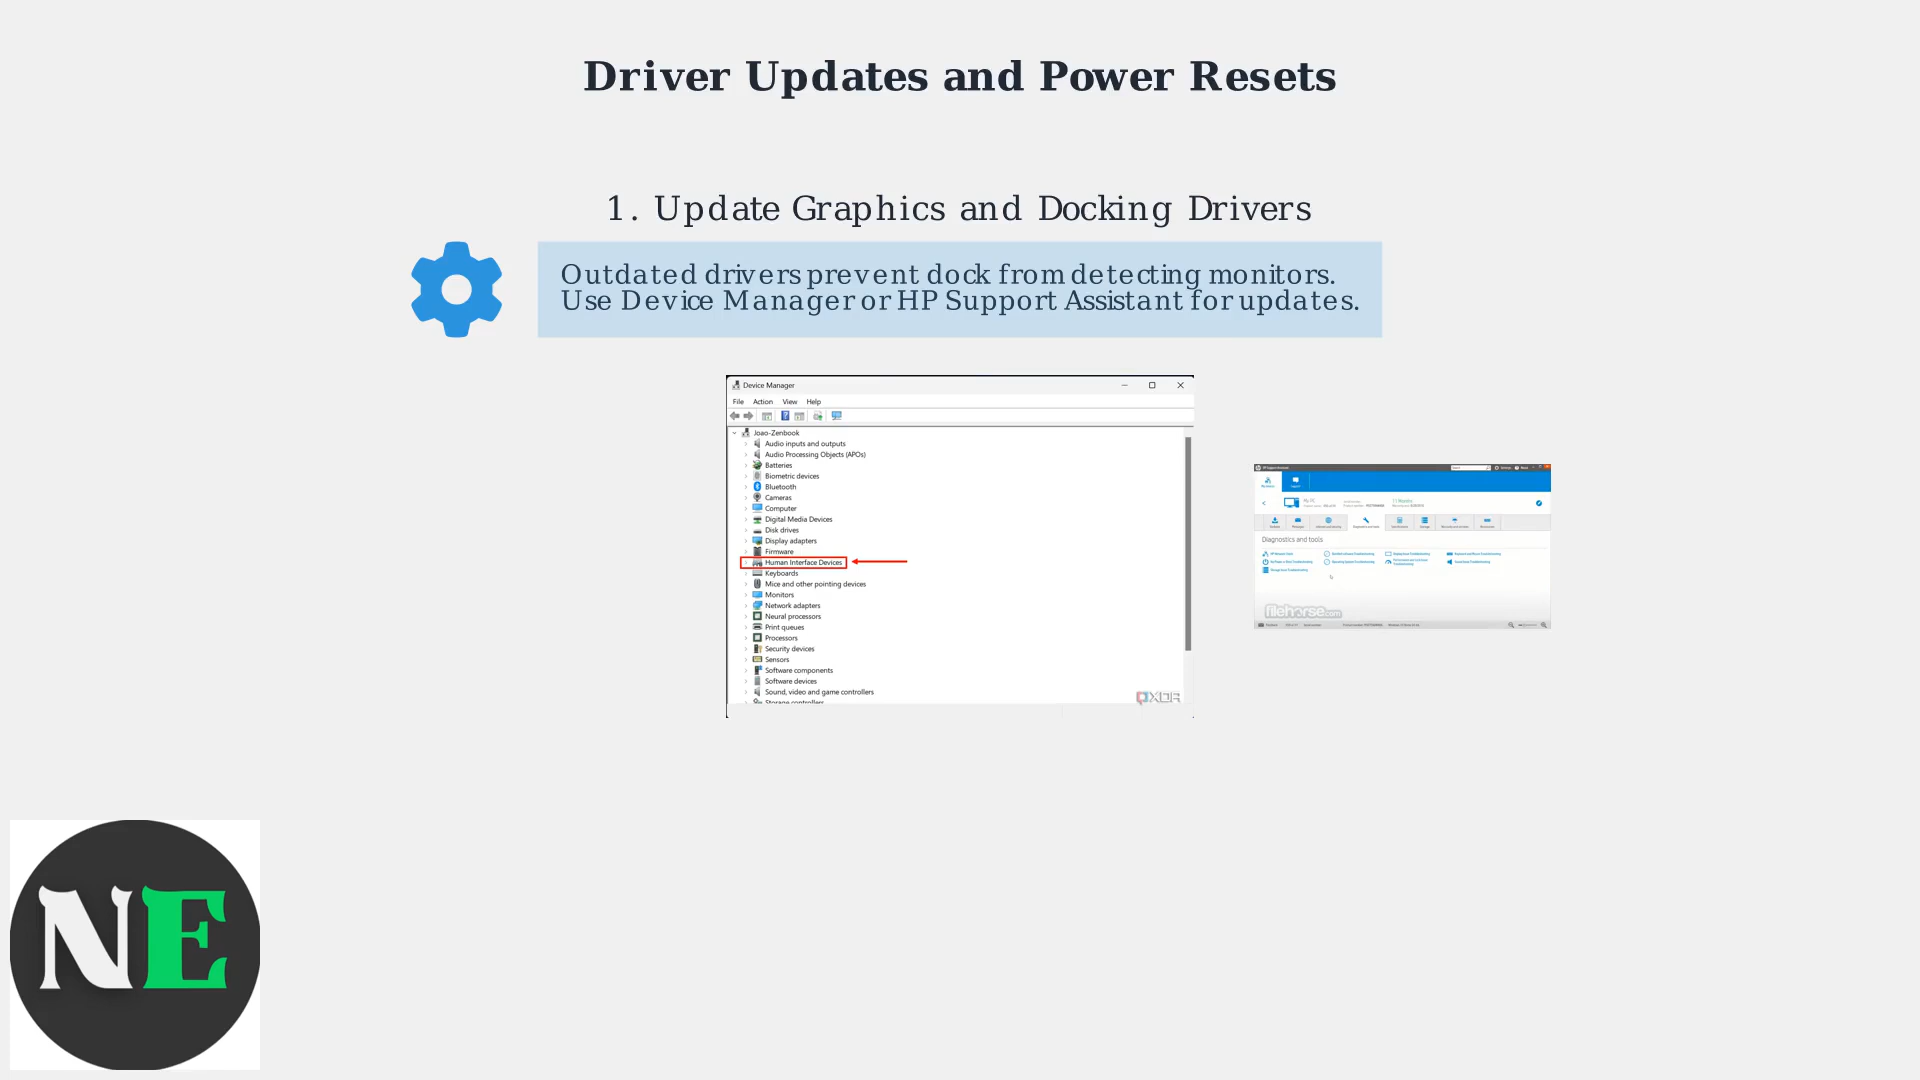 Driver Updates and Power Resets
1. Update Graphics and Docking Drivers
Outdated drivers prevent dock from detecting monitors.
Use Device Manager or HP Support Assistant for updates.
Device Manager
File Action View Help
Joao-Zenbook
Audio inputs and outputs
Audio Processing Objects (APOs)
Batteries
Biometric devices
Bluetooth
Cameras
Computer
Digital Media Devices
Disk drives
Display adapters
Firmware
Human Interface Devices
Keyboards
Mice and other pointing devices
Monitors
Network adapters
Neural processors
Print queues
Processors
Security devices
Sensors
Software components
Software devices
Sound, video and game controllers
Storage controllers
XDA
My PC
Diagnostics and tools
filehorse.com
NE